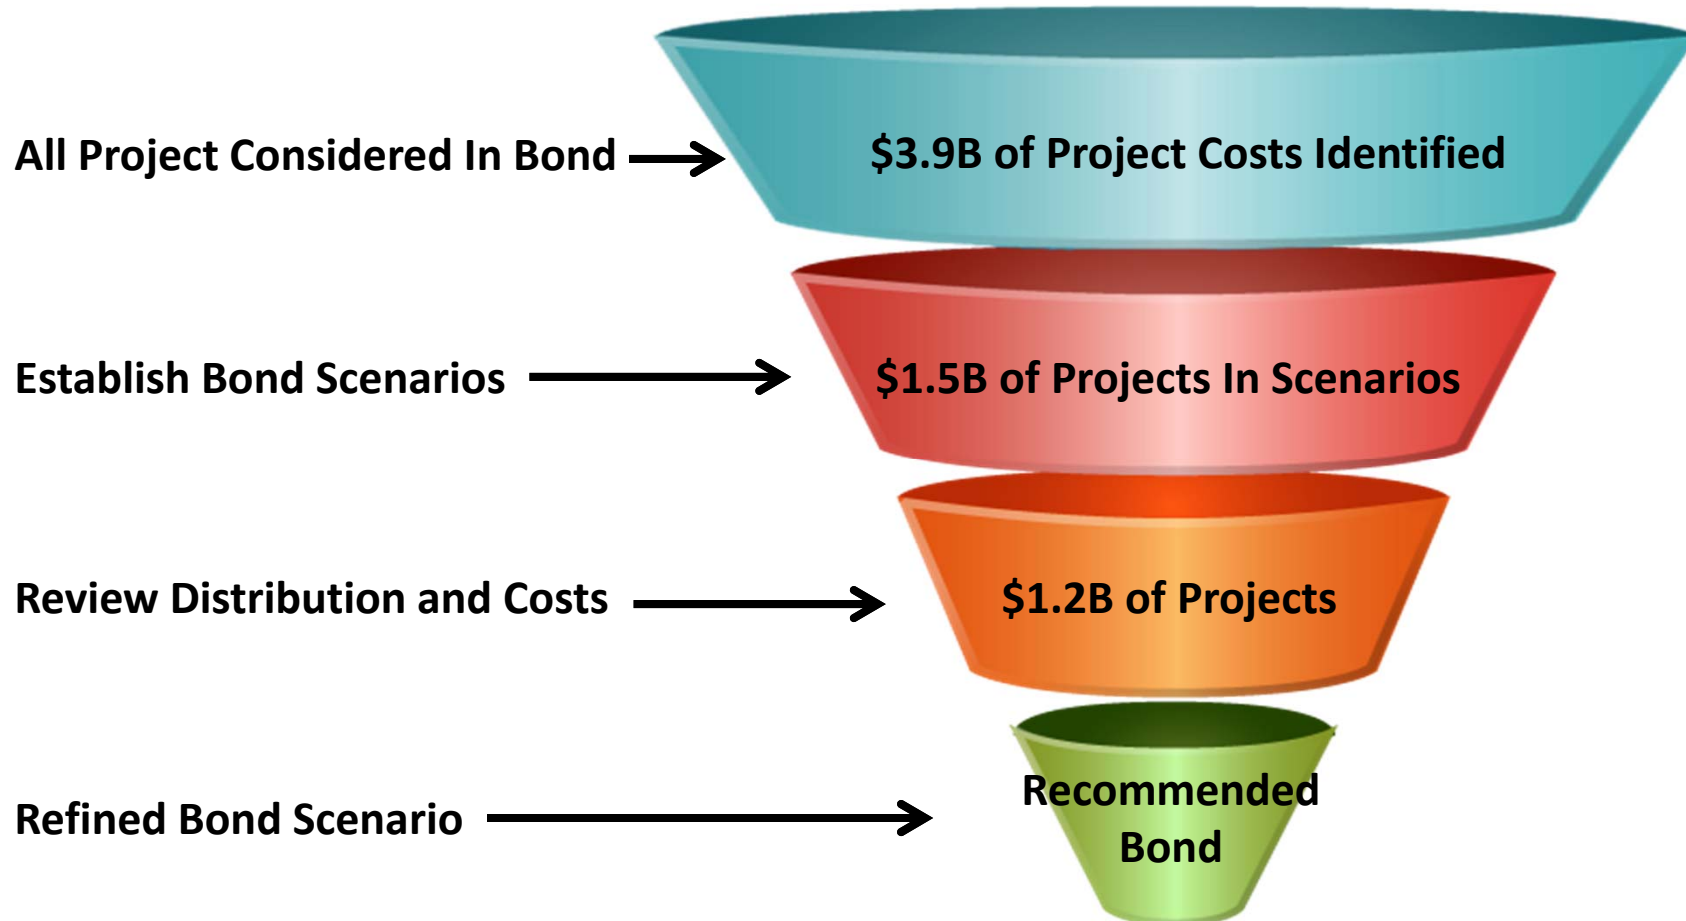 All Project Considered In Bond
$3.9B of Project Costs Identified
Establish Bond Scenarios
$1.5B of Projects In Scenarios
Review Distribution and Costs
$1.2B of Projects
Refined Bond Scenario
Recommended
Bond